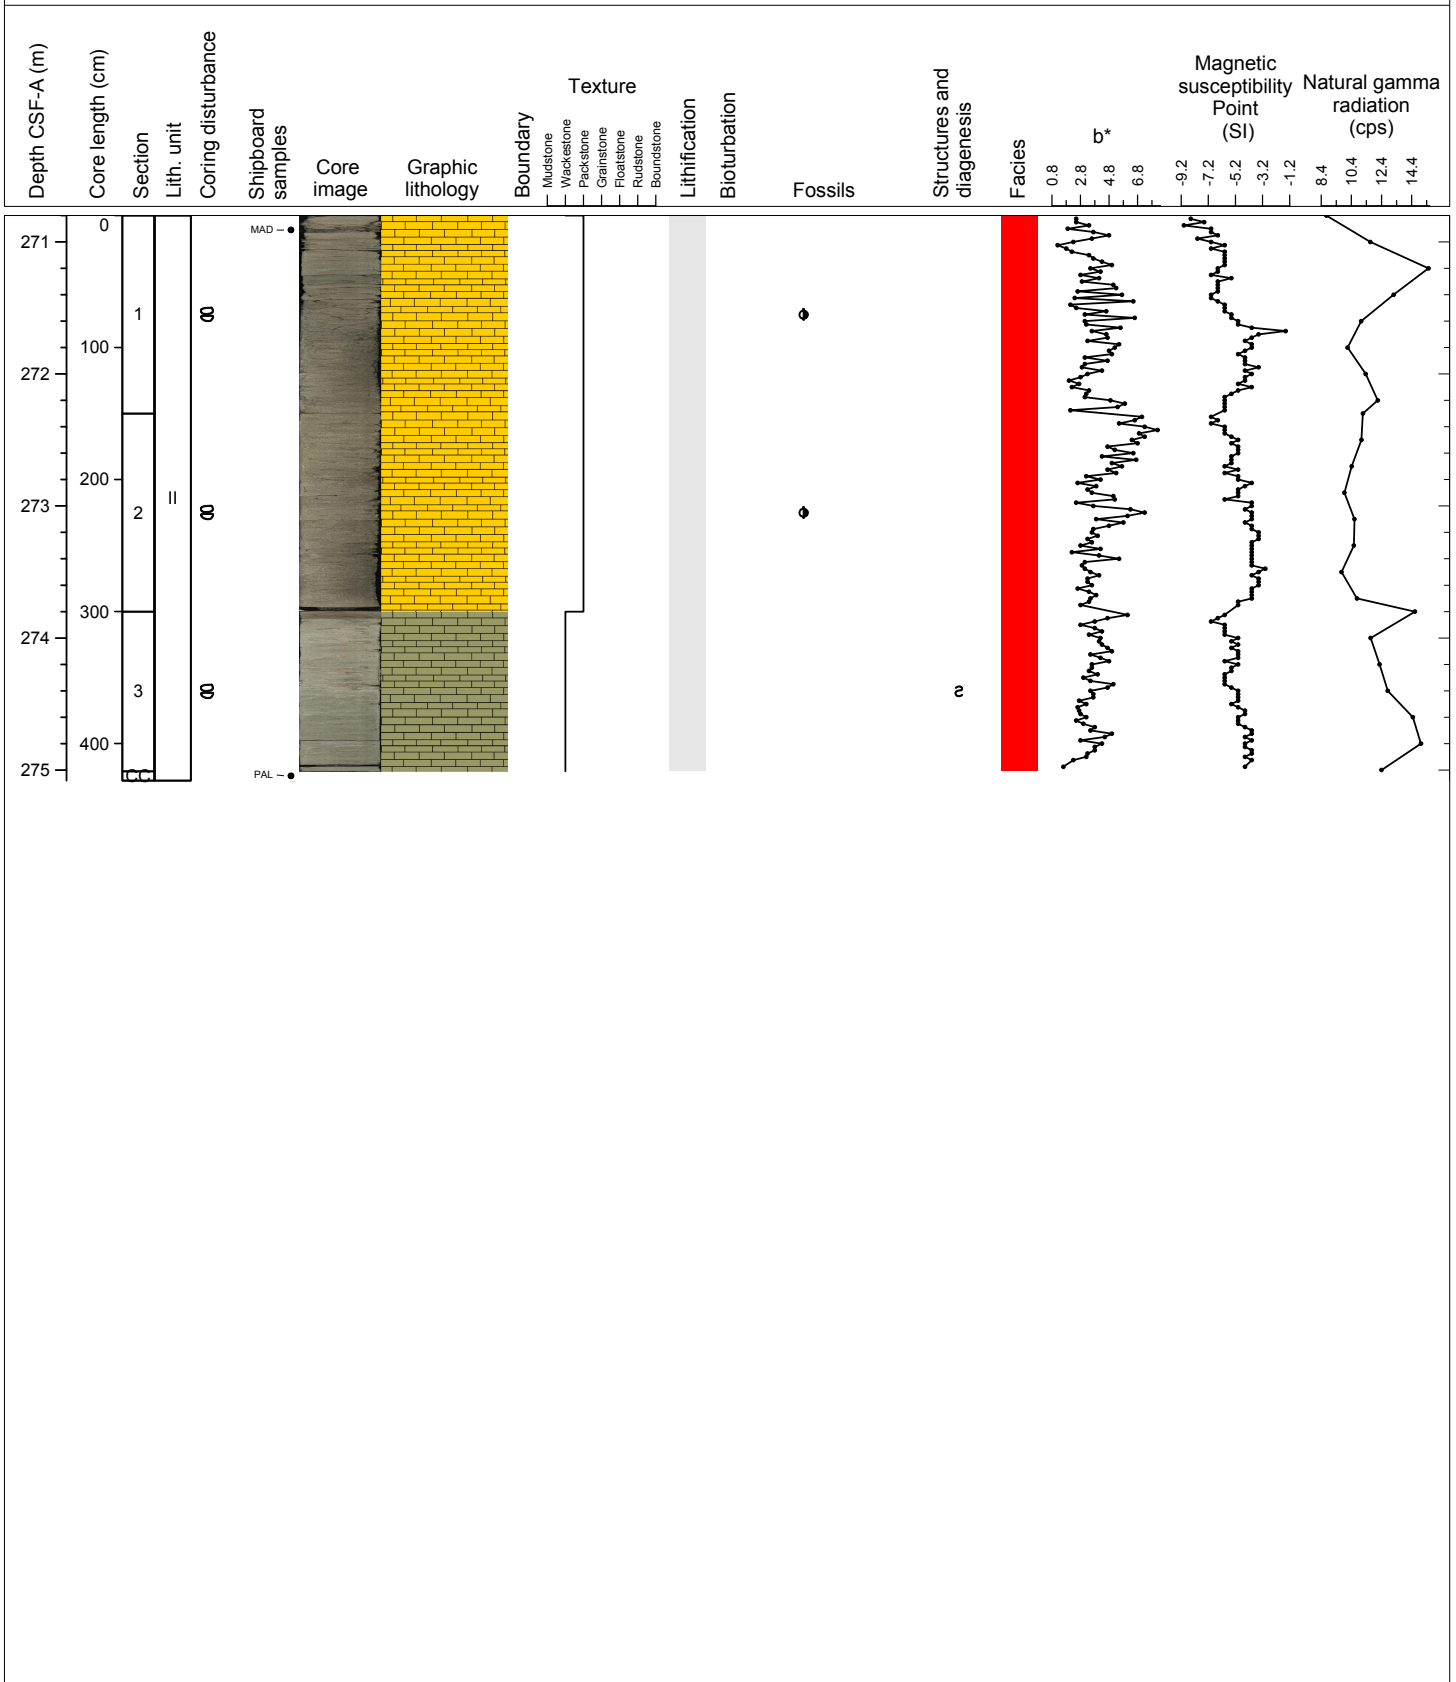 Depth CSF-A (m)
Core length (cm)
Section
Lith. unit
Coring disturbance
Shipboard
samples
Core
image
Graphic
lithology
Boundary
Texture
Mudstone
Wackestone
Packstone
Grainstone
Floatstone
Rudstone
Boundstone
Lithification
Bioturbation
Fossils
Structures and
diagenesis
Facies
b*
0.8
2.8
4.8
6.8
Magnetic
susceptibility
Point
(SI)
-9.2
-7.2
-5.2
-3.2
-1.2
Natural gamma
radiation
(cps)
8.4
10.4
12.4
14.4
0
MAD
271
1
100
272
200
II
273
2
300
274
3
s
400
275
CC
PAL